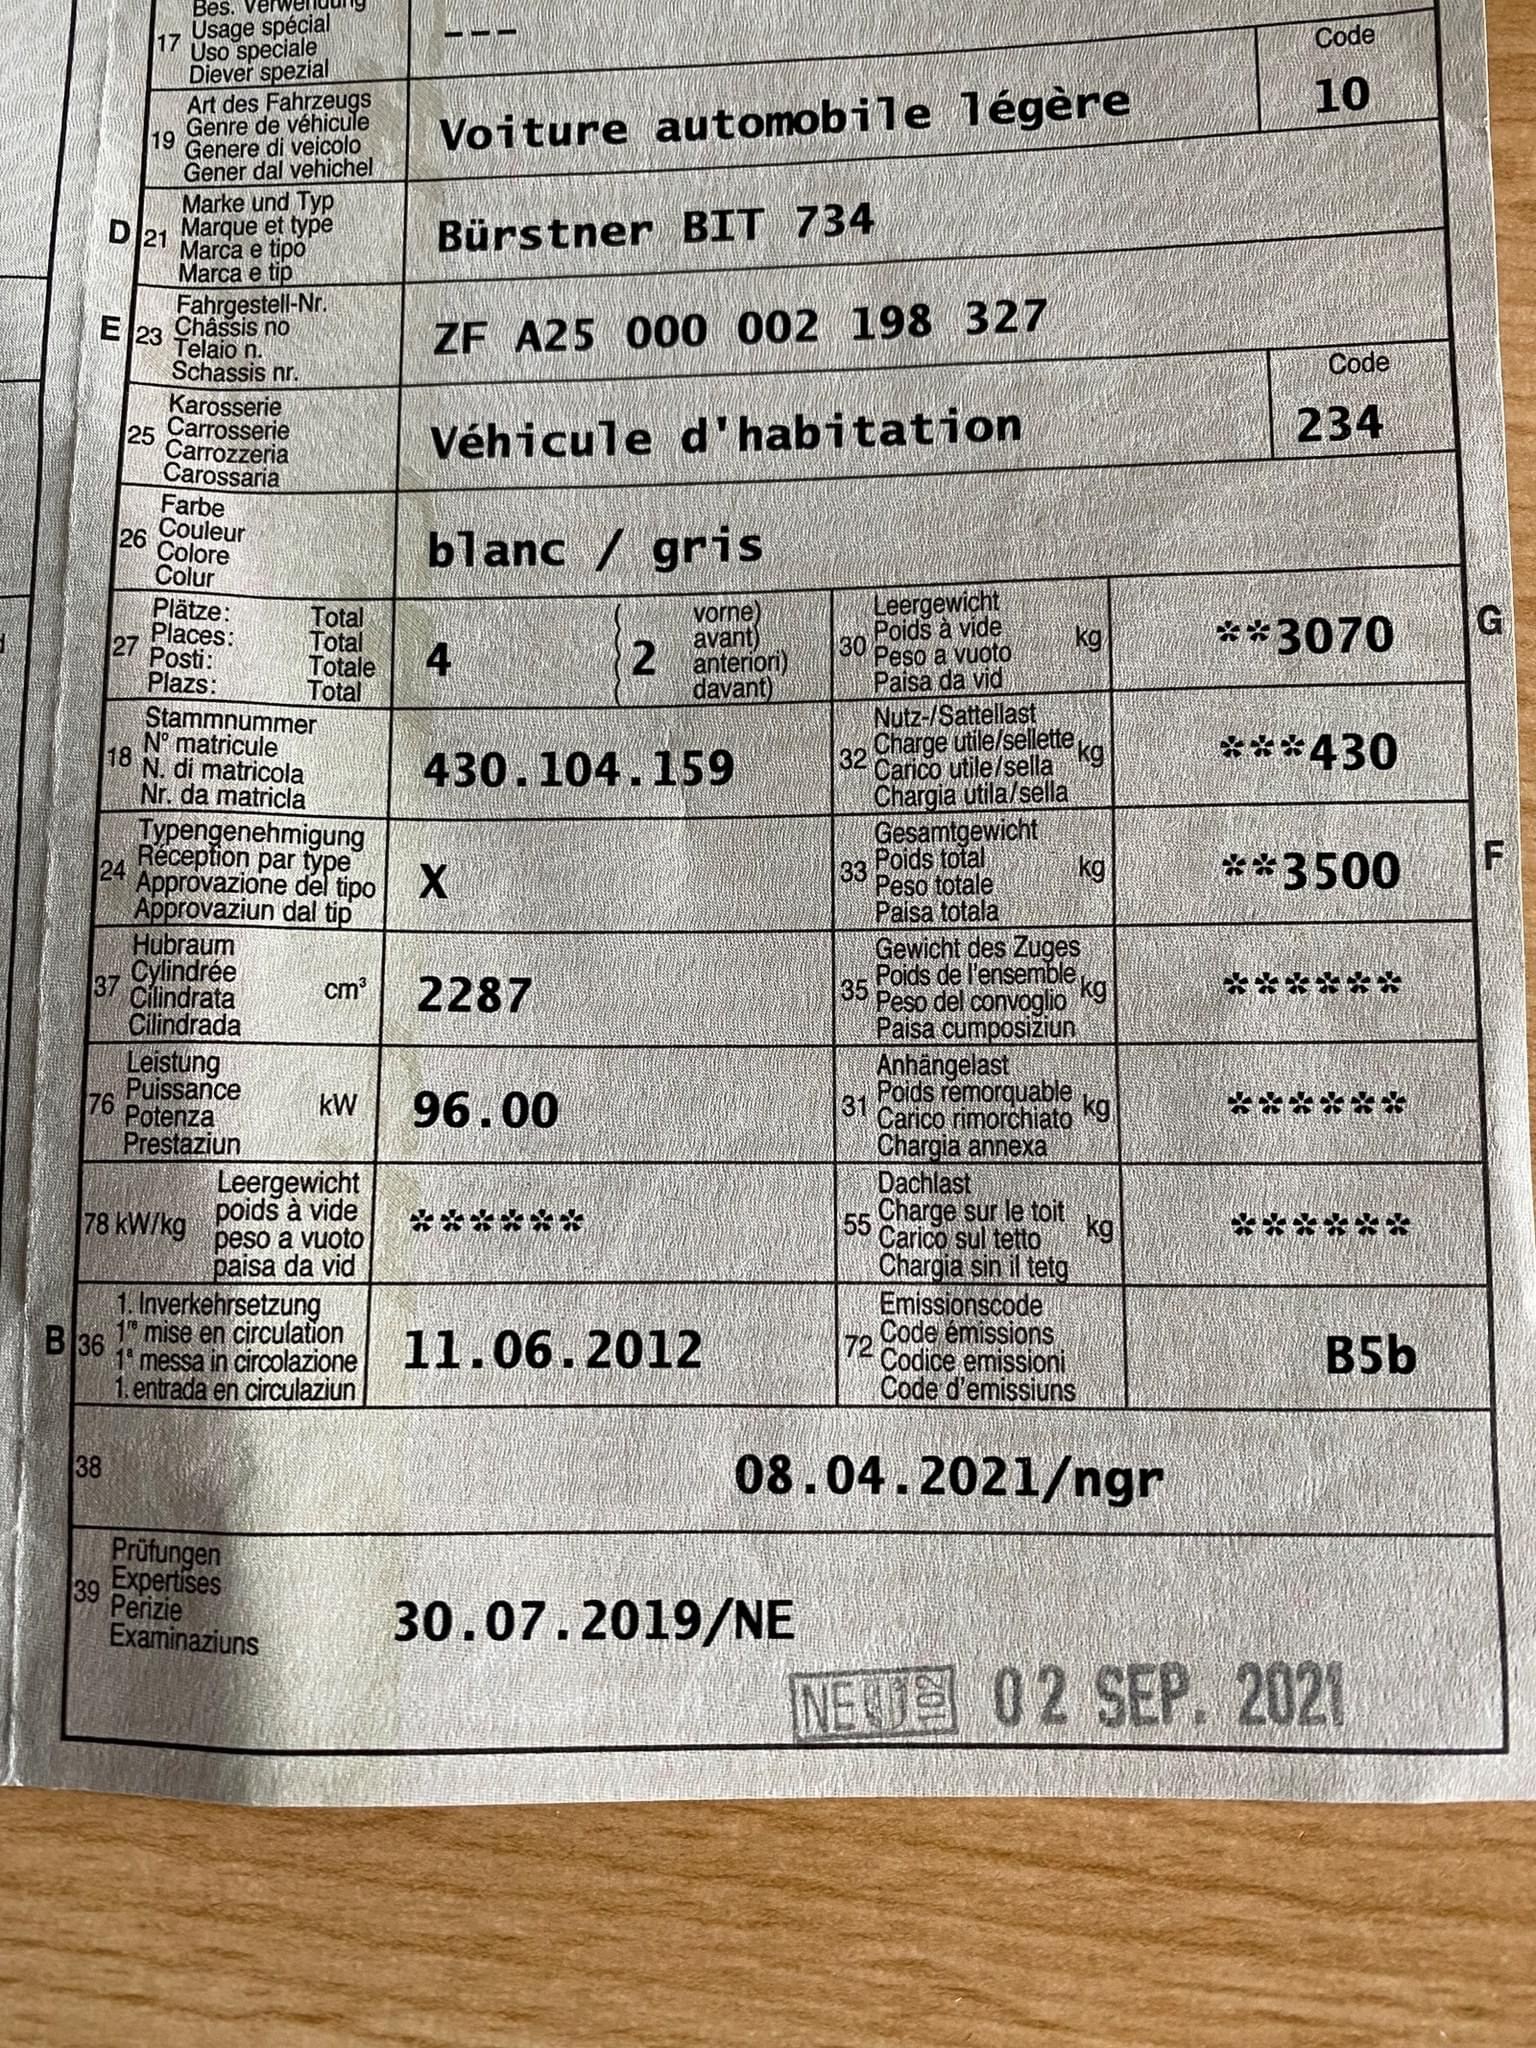 Bes. Verwendung
17 Usage spécial ---
Uso speciale
Diever spezial
Art des Fahrzeugs Code
19 Genre de véhicule Voiture automobile légère 10
Genere di veicolo
Gener dal vehichel
Marke und Typ
D 21 Marque et type Bürstner BIT 734
Marca e tipo
Marca e tip
Fahrgestell-Nr.
E 23 Châssis no ZF A25 000 002 198 327
Telaio n.
Schassis nr.
Karosserie Code
25 Carrosserie Véhicule d'habitation 234
Carrozzeria
Carossaria
Farbe
26 Couleur blanc / gris
Colore
Colur
Plätze: Total vorne) Leergewicht
27 Places: Total 4 (2 avant) 30 Poids à vide kg **3070 G
Posti: Totale anteriori) Peso a vuoto
Plazs: Total davant) Paisa da vid
Stammnummer Nutz-/Sattellast
18 N° matricule 430.104.159 32 Charge utile/sellette kg ***430
N. di matricola Carico utile/sella
Nr. da matricla Chargia utila/sella
Typengenehmigung Gesamtgewicht
24 Réception par type X 33 Poids total kg **3500 F
Approvazione del tipo Peso totale
Approvaziun dal tip Paisa totala
Hubraum Gewicht des Zuges
37 Cylindrée cm³ 2287 35 Poids de l'ensemble kg ******
Cilindrata Peso del convoglio
Cilindrada Paisa cumposiziun
Leistung Anhängelast
76 Puissance kW 96.00 31 Poids remorquable kg ******
Potenza Carico rimorchiato
Prestaziun Chargia annexa
Leergewicht Dachlast
78 kW/kg poids à vide ****** 55 Charge sur le toit kg ******
peso a vuoto Carico sul tetto
paisa da vid Chargia sin il tetg
1. Inverkehrsetzung Emissionscode
B 36 1re mise en circulation 11.06.2012 72 Code émissions B5b
1a messa in circolazione Codice emissioni
1. entrada en circulaziun Code d'emissiuns
38 08.04.2021/ngr
Prüfungen
39 Expertises 30.07.2019/NE
Perizie
Examinaziuns
NE 102 02 SEP. 2021